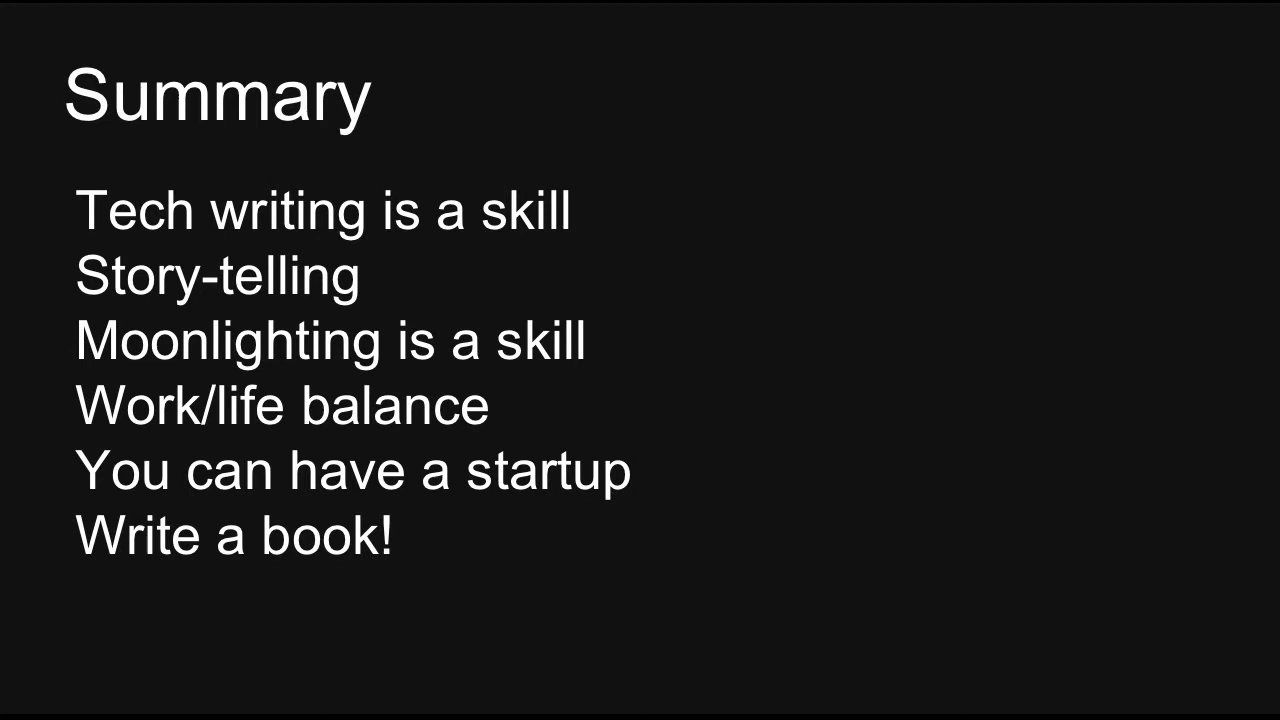 Summary
Tech writing is a skill
Story-telling
Moonlighting is a skill
Work/life balance
You can have a startup
Write a book!